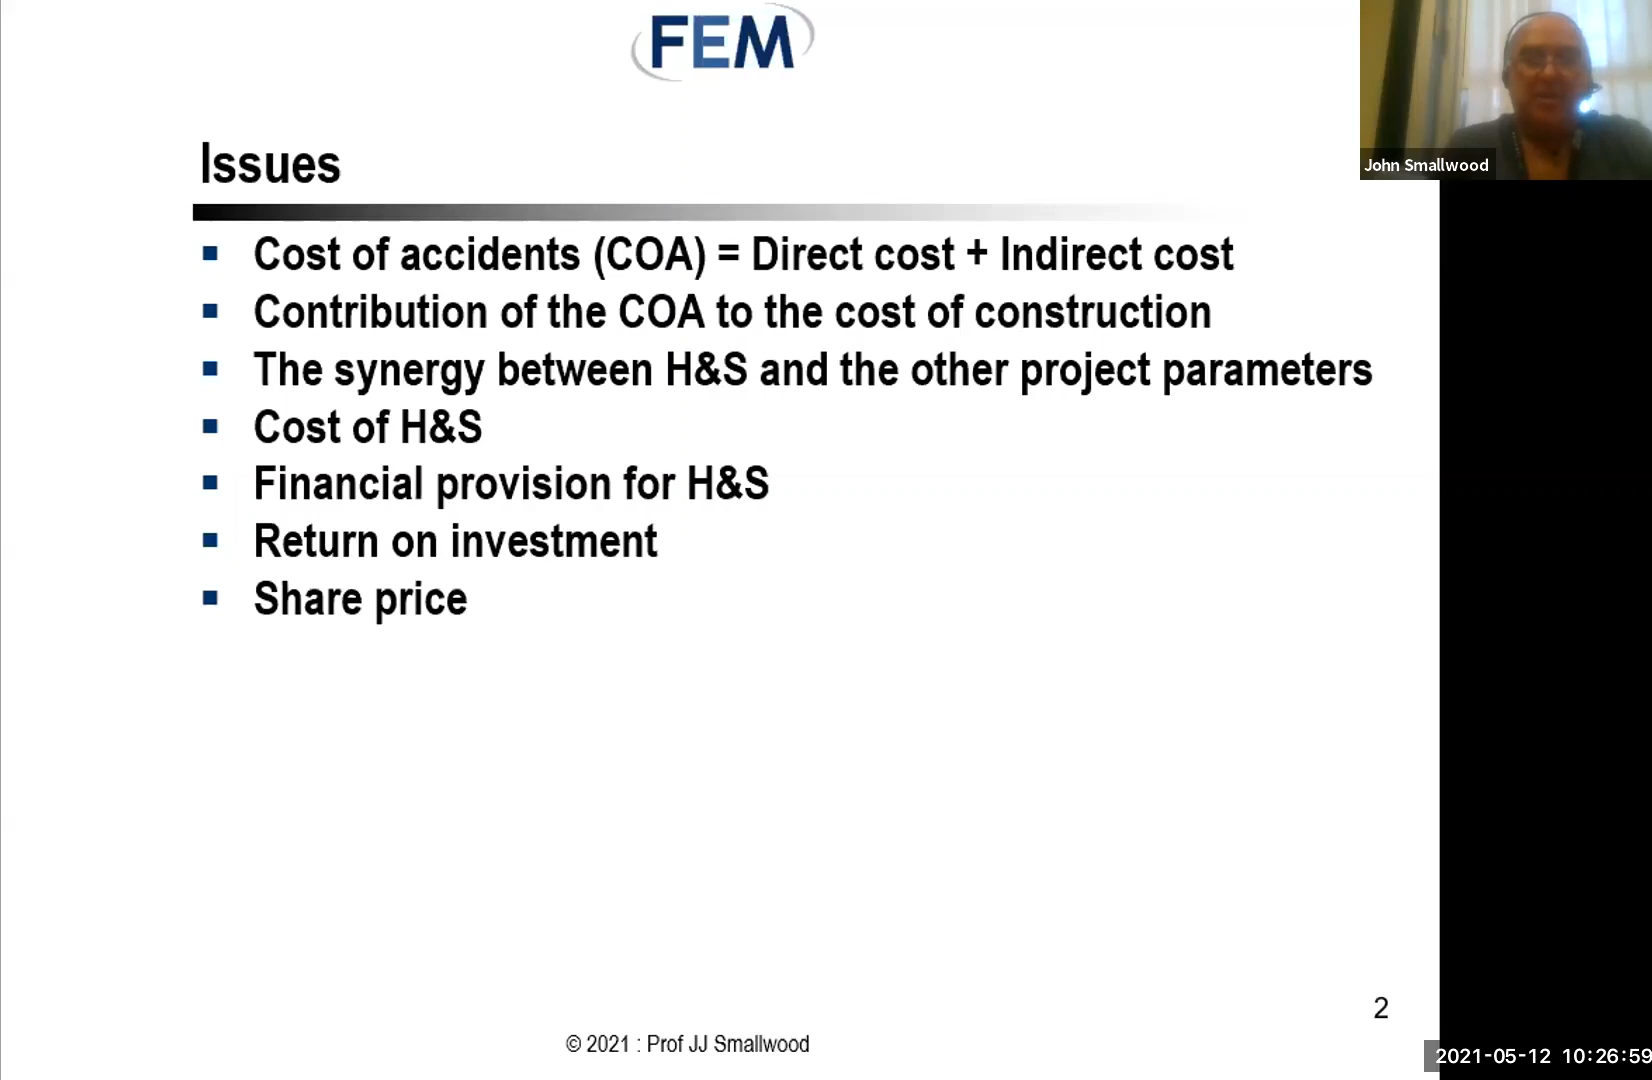 FEM
John Smallwood
Issues
Cost of accidents (COA) = Direct cost + Indirect cost
Contribution of the COA to the cost of construction
The synergy between H&S and the other project parameters
Cost of H&S
Financial provision for H&S
Return on investment
Share price
2
© 2021 : Prof JJ Smallwood
2021-05-12 10:26:59